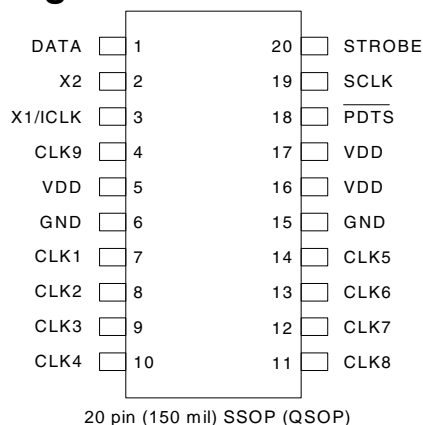 DATA 1 20 STROBE
X2 2 19 SCLK
X1/ICLK 3 18 PDTS
CLK9 4 17 VDD
VDD 5 16 VDD
GND 6 15 GND
CLK1 7 14 CLK5
CLK2 8 13 CLK6
CLK3 9 12 CLK7
CLK4 10 11 CLK8
20 pin (150 mil) SSOP (QSOP)